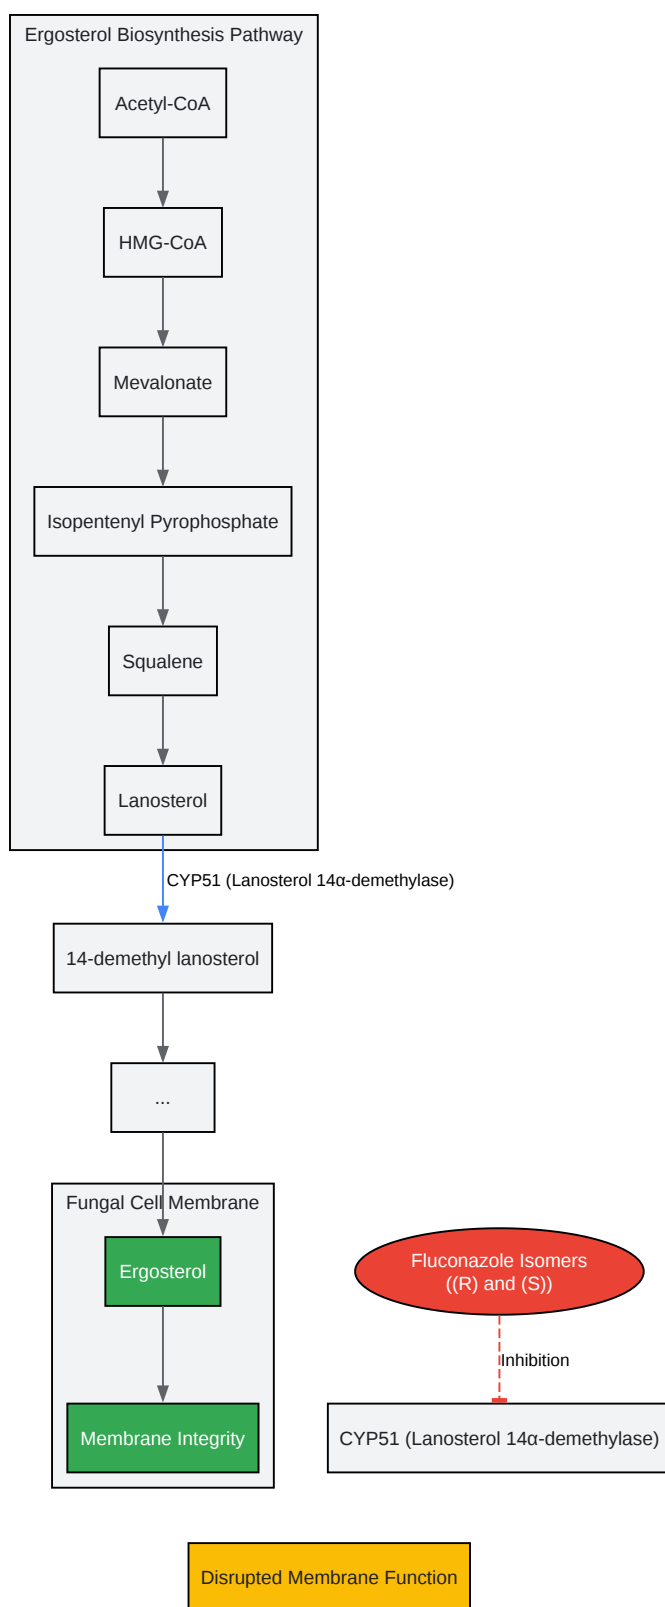 Ergosterol Biosynthesis Pathway
Acetyl-CoA
HMG-CoA
Mevalonate
Isopentenyl Pyrophosphate
Squalene
Lanosterol
CYP51 (Lanosterol 14α-demethylase)
14-demethyl lanosterol
...
Fungal Cell Membrane
Ergosterol
Membrane Integrity
Fluconazole Isomers
((R) and (S))
Inhibition
CYP51 (Lanosterol 14α-demethylase)
Disrupted Membrane Function